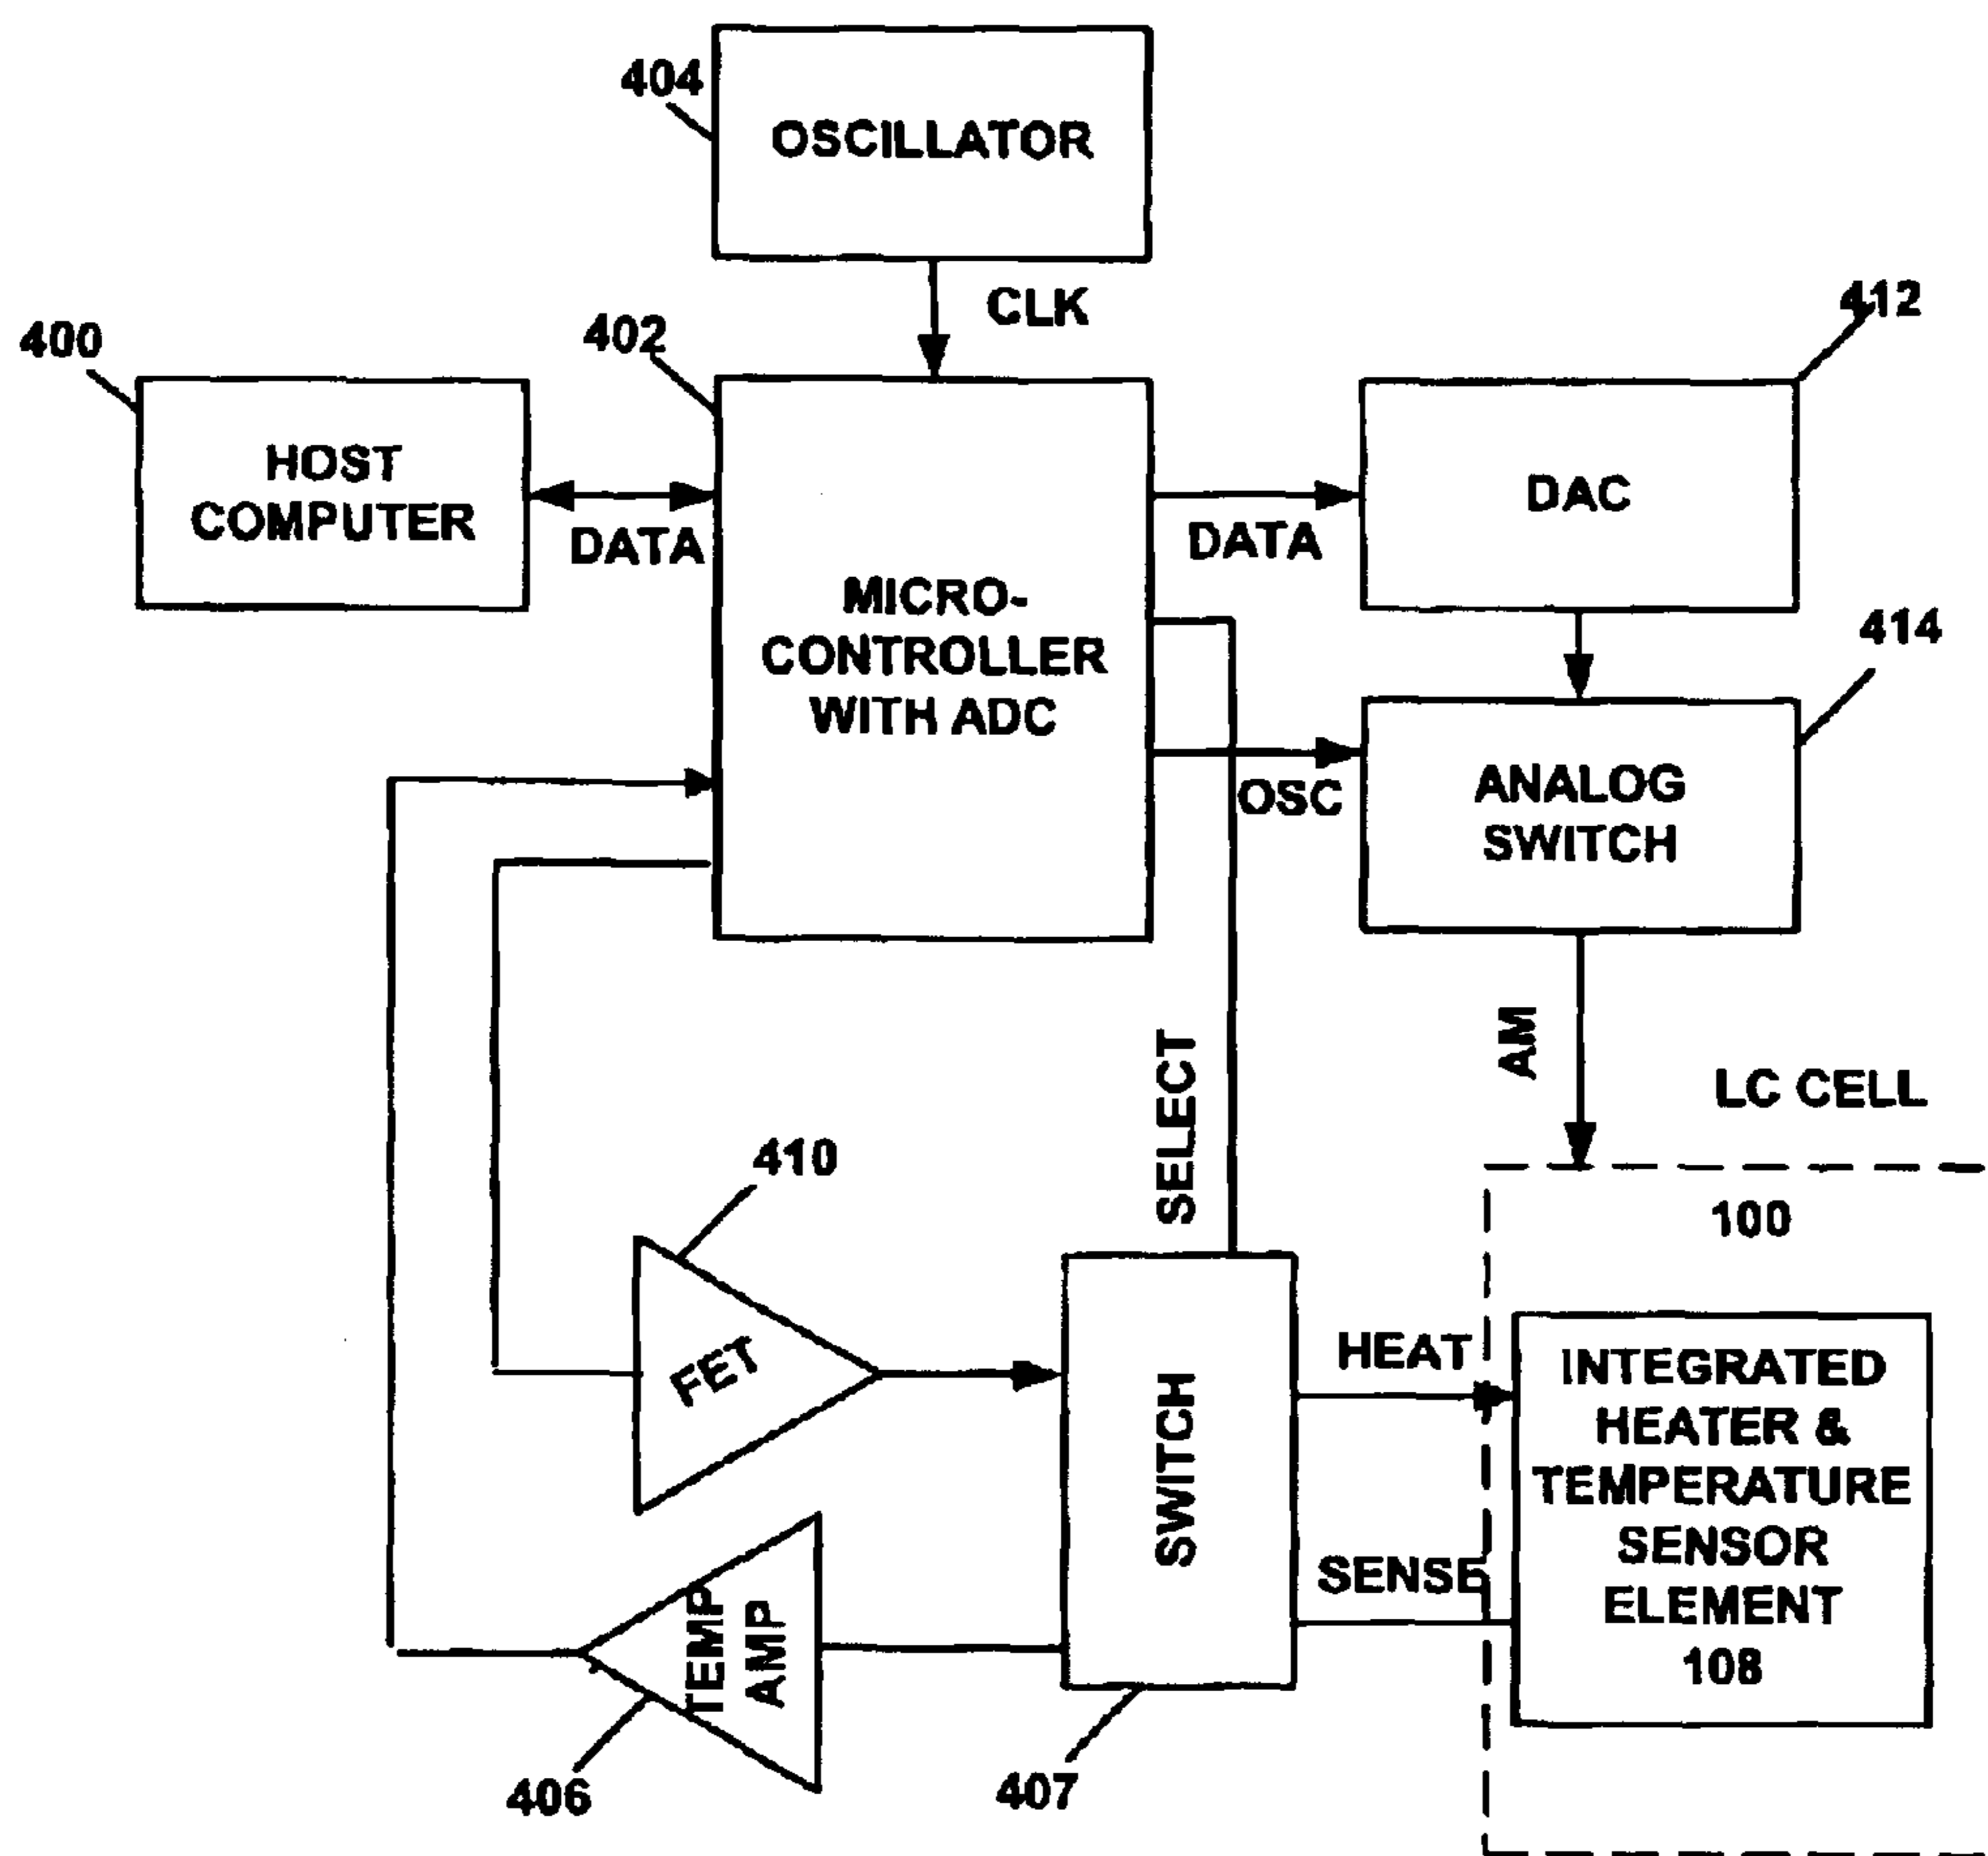 404
OSCILLATOR
CLK
412
400
402
HOST
COMPUTER
DATA
MICRO-
CONTROLLER
WITH ADC
DATA
DAC
414
OSC
ANALOG
SWITCH
AM
SELECT
LC CELL
100
410
FET
SWITCH
HEAT
SENSE
INTEGRATED
HEATER &
TEMPERATURE
SENSOR
ELEMENT
108
TEMP
AMP
406
407